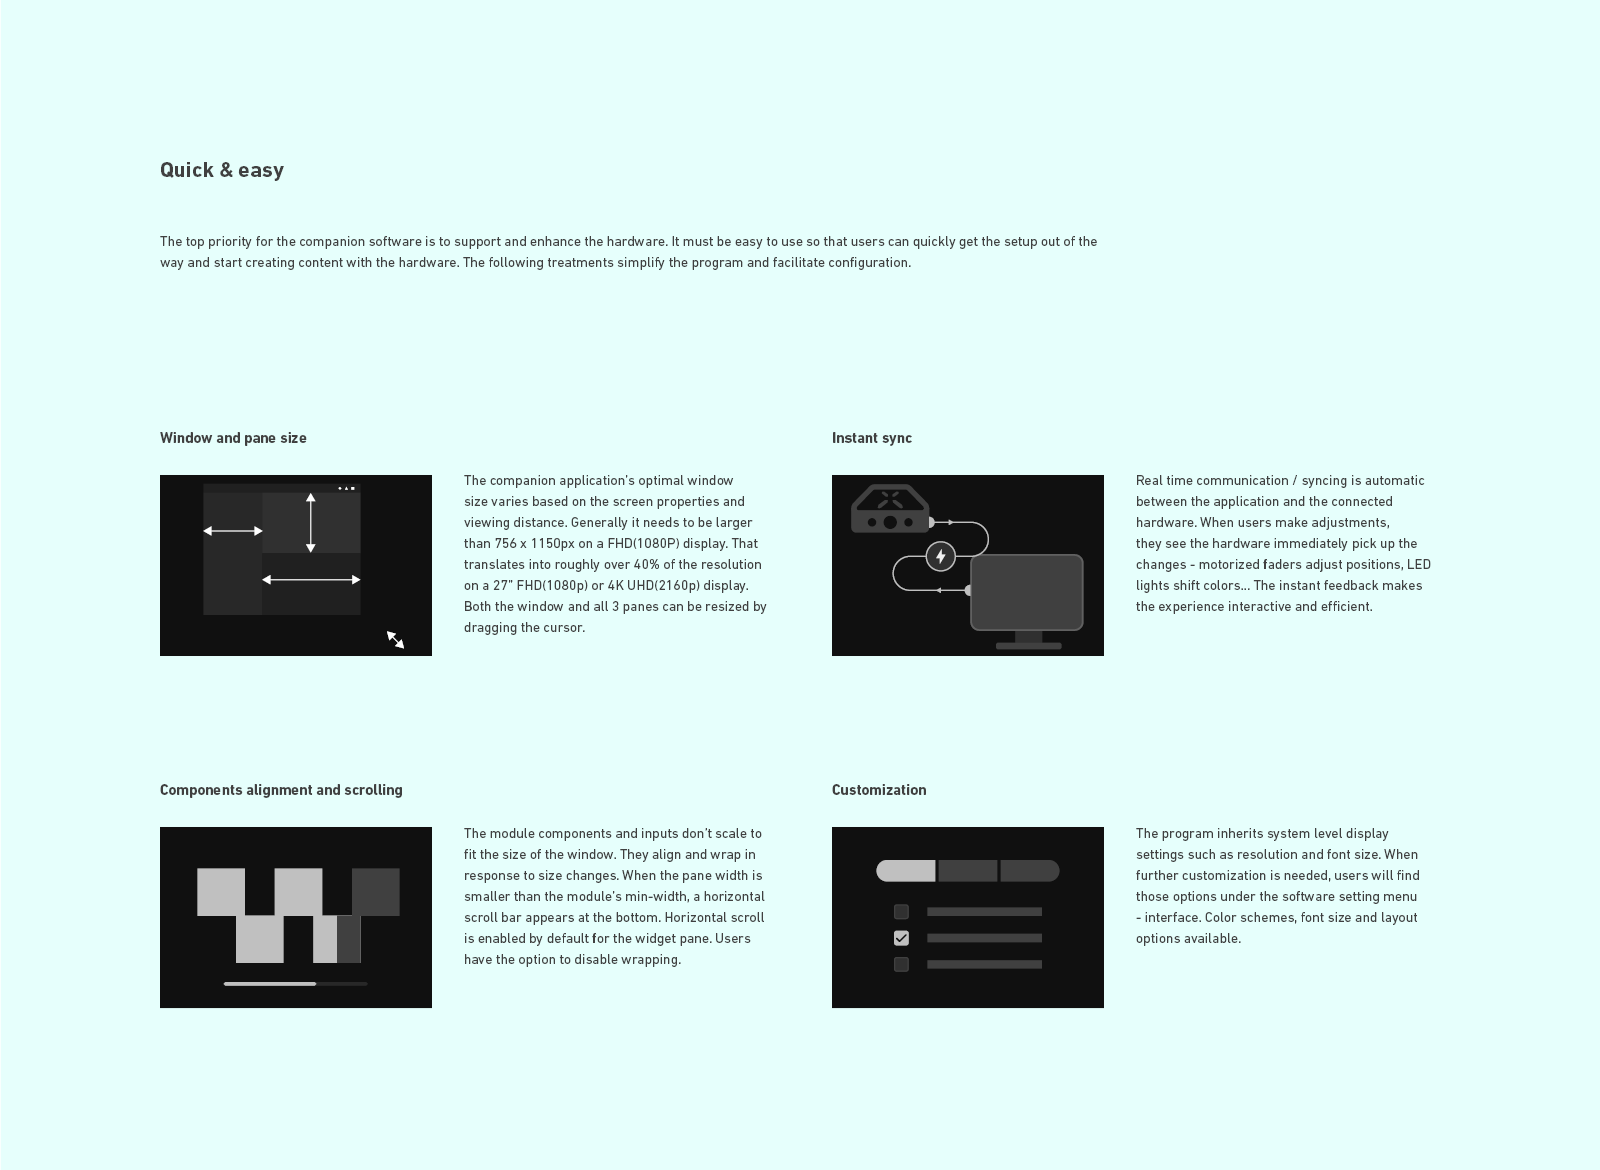 Quick & easy
The top priority for the companion software is to support and enhance the hardware. It must be easy to use so that users can quickly get the setup out of the
way and start creating content with the hardware. The following treatments simplify the program and facilitate configuration.
Window and pane size
The companion application's optimal window
size varies based on the screen properties and
viewing distance. Generally it needs to be larger
than 756 x 1150px on a FHD(1080P) display. That
translates into roughly over 40% of the resolution
on a 27" FHD(1080p) or 4K UHD(2160p) display.
Both the window and all 3 panes can be resized by
dragging the cursor.
Instant sync
Real time communication / syncing is automatic
between the application and the connected
hardware. When users make adjustments,
they see the hardware immediately pick up the
changes - motorized faders adjust positions, LED
lights shift colors... The instant feedback makes
the experience interactive and efficient.
Components alignment and scrolling
The module components and inputs don't scale to
fit the size of the window. They align and wrap in
response to size changes. When the pane width is
smaller than the module's min-width, a horizontal
scroll bar appears at the bottom. Horizontal scroll
is enabled by default for the widget pane. Users
have the option to disable wrapping.
Customization
The program inherits system level display
settings such as resolution and font size. When
further customization is needed, users will find
those options under the software setting menu
- interface. Color schemes, font size and layout
options available.